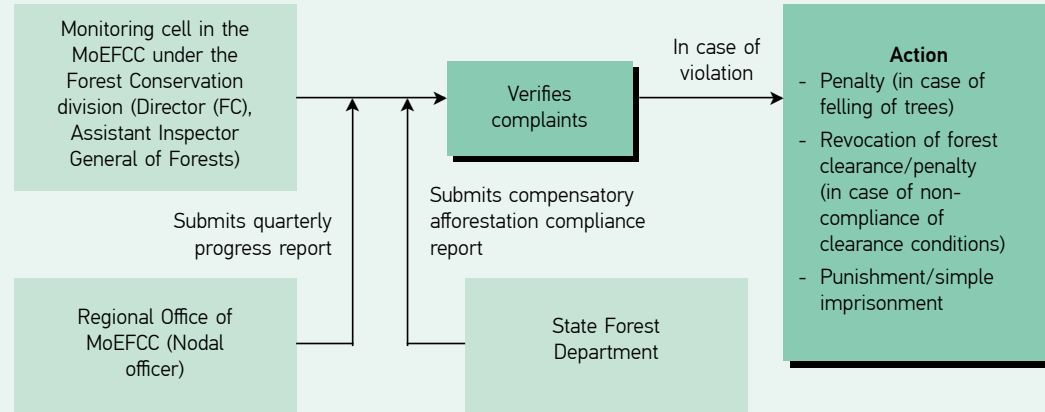 Monitoring cell in the
MoEFCC under the
Forest Conservation
division (Director (FC),
Assistant Inspector
General of Forests)
Verifies
complaints
In case of
violation
Action
- Penalty (in case of
felling of trees)
- Revocation of forest
clearance/penalty
(in case of non-
compliance of
clearance conditions)
- Punishment/simple
imprisonment
Submits quarterly
progress report
Submits compensatory
afforestation compliance
report
Regional Office of
MoEFCC (Nodal
officer)
State Forest
Department